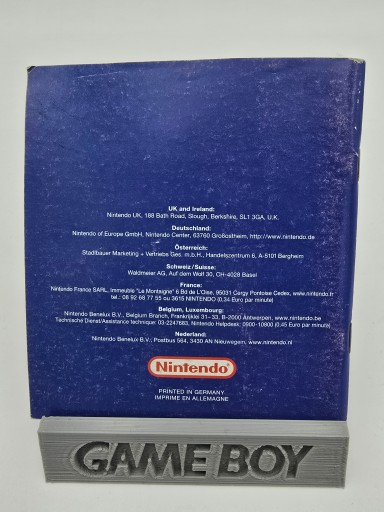 UK and Ireland:
Nintendo UK, 188 Bath Road, Slough, Berkshire, SL1 3GA, U.K.
Deutschland:
Nintendo of Europe GmbH, Nintendo Center, 63760 Großostheim, http://www.nintendo.de
Österreich:
Stadlbauer Marketing + Vertriebs Ges. m.b.H., Handelszentrum 6, A-5101 Bergheim
Schweiz/Suisse:
Waldmeier AG, Auf dem Wolf 30, CH-4028 Basel
France:
Nintendo France SARL, Immeuble "Le Montaigne" 6 Bd de L'Oise, 95031 Cergy Pontoise Cedex, www.nintendo.fr
tel.: 08 92 68 77 55 ou 3615 NINTENDO (0.34 Euro par minute)
Belgium, Luxembourg:
Nintendo Benelux B.V., Belgium Branch, Frankrijklei 31– 33, B-2000 Antwerpen, www.nintendo.be
Technische Dienst/Assistance technique: 03-2247683, Nintendo Helpdesk: 0900-10800 (0.45 Euro par minute)
Nederland:
Nintendo Benelux B.V.; Postbus 564, 3430 AN Nieuwegein; www.nintendo.nl
Nintendo
PRINTED IN GERMANY
IMPRIMÉ EN ALLEMAGNE
GAME BOY